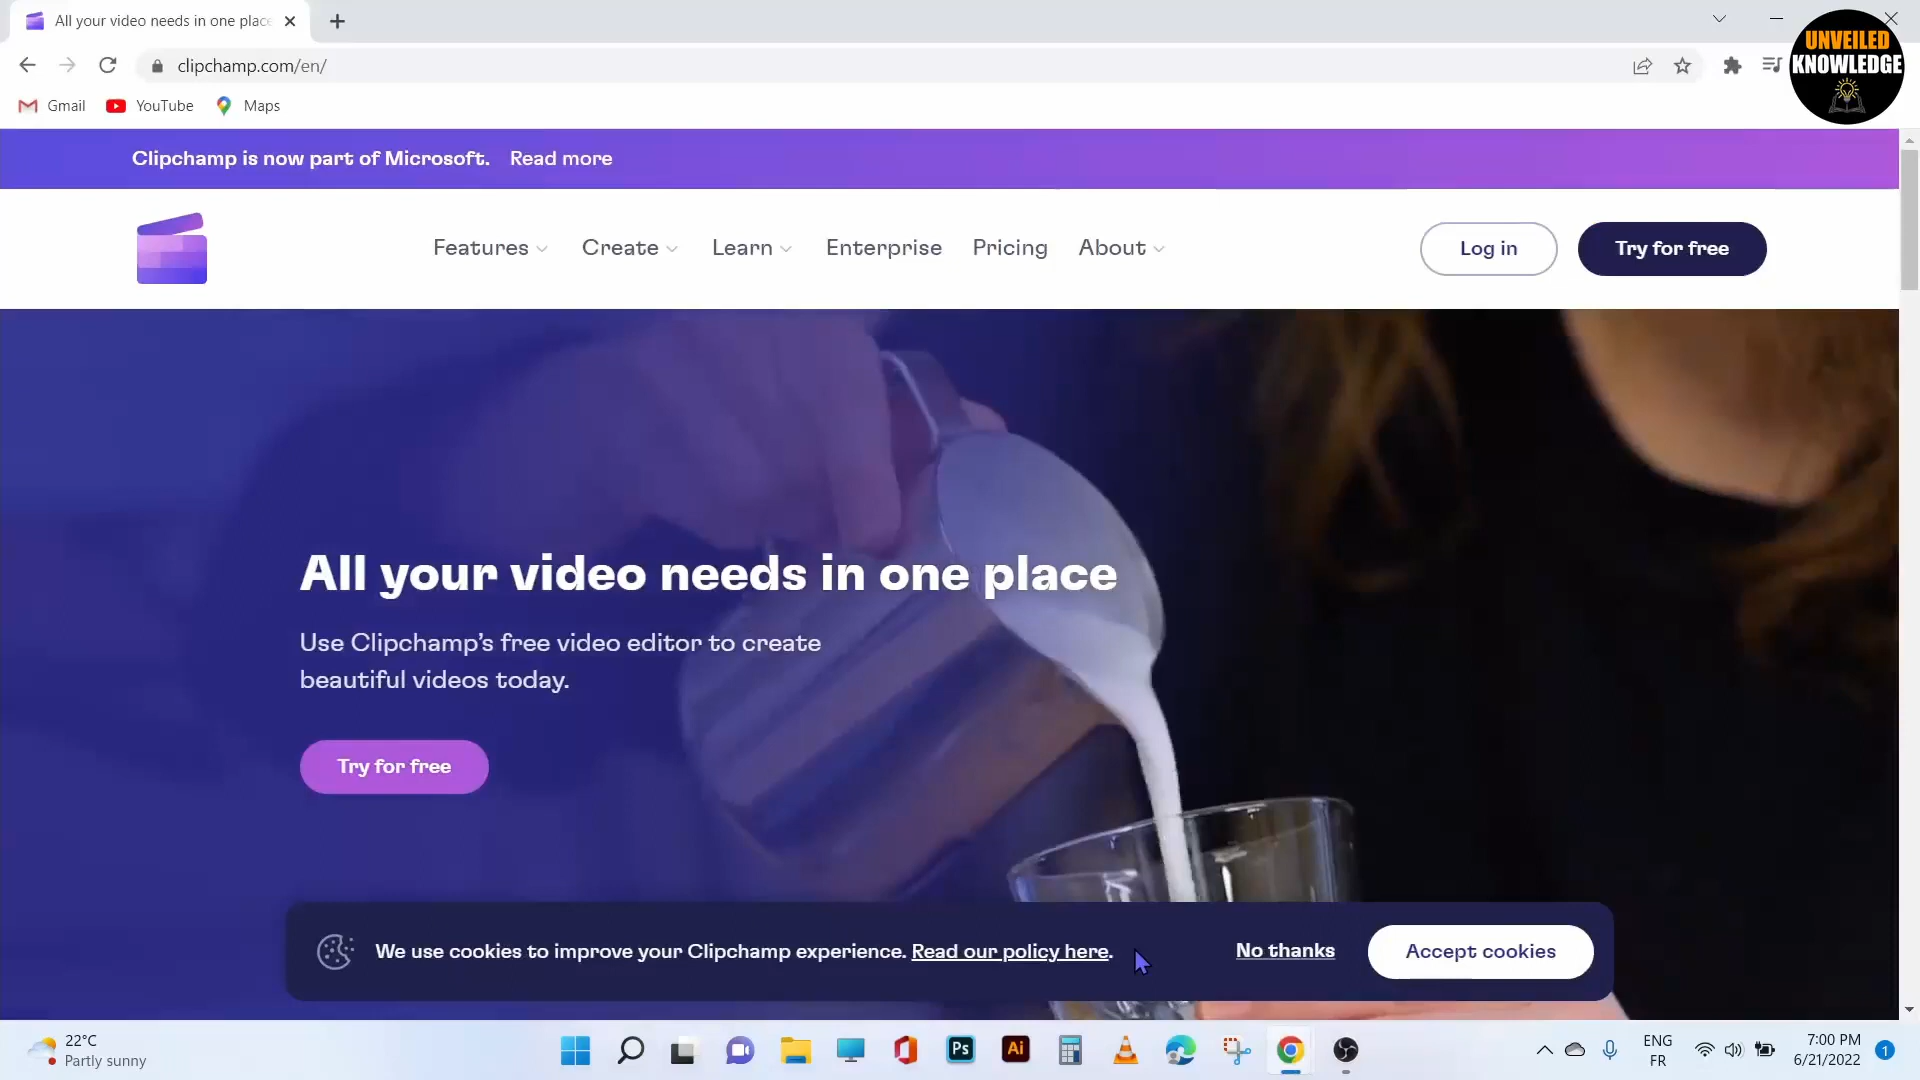 All your video needs in one place
clipchamp.com/en/
UNVEILED
KNOWLEDGE
Gmail YouTube Maps
Clipchamp is now part of Microsoft. Read more
Features Create Learn Enterprise Pricing About Log in Try for free
All your video needs in one place
Use Clipchamp's free video editor to create
beautiful videos today.
Try for free
We use cookies to improve your Clipchamp experience. Read our policy here. No thanks Accept cookies
22°C
Partly sunny
Ps
Ai
ENG
FR
7:00 PM
6/21/2022
1